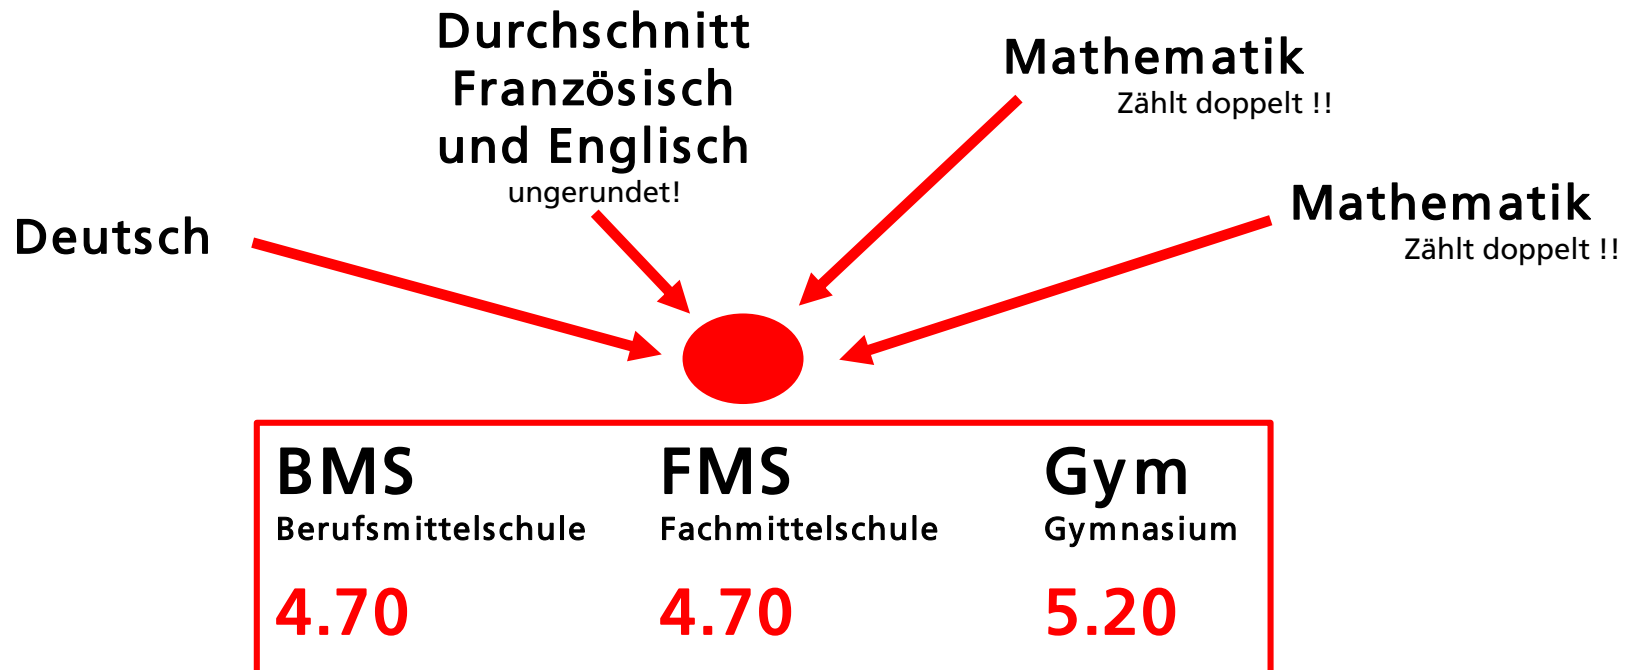 Durchschnitt
Französisch
und Englisch
ungerundet!
Mathematik
Zählt doppelt !!
Mathematik
Zählt doppelt !!
Deutsch
BMS
Berufsmittelschule
4.70
FMS
Fachmittelschule
4.70
Gym
Gymnasium
5.20